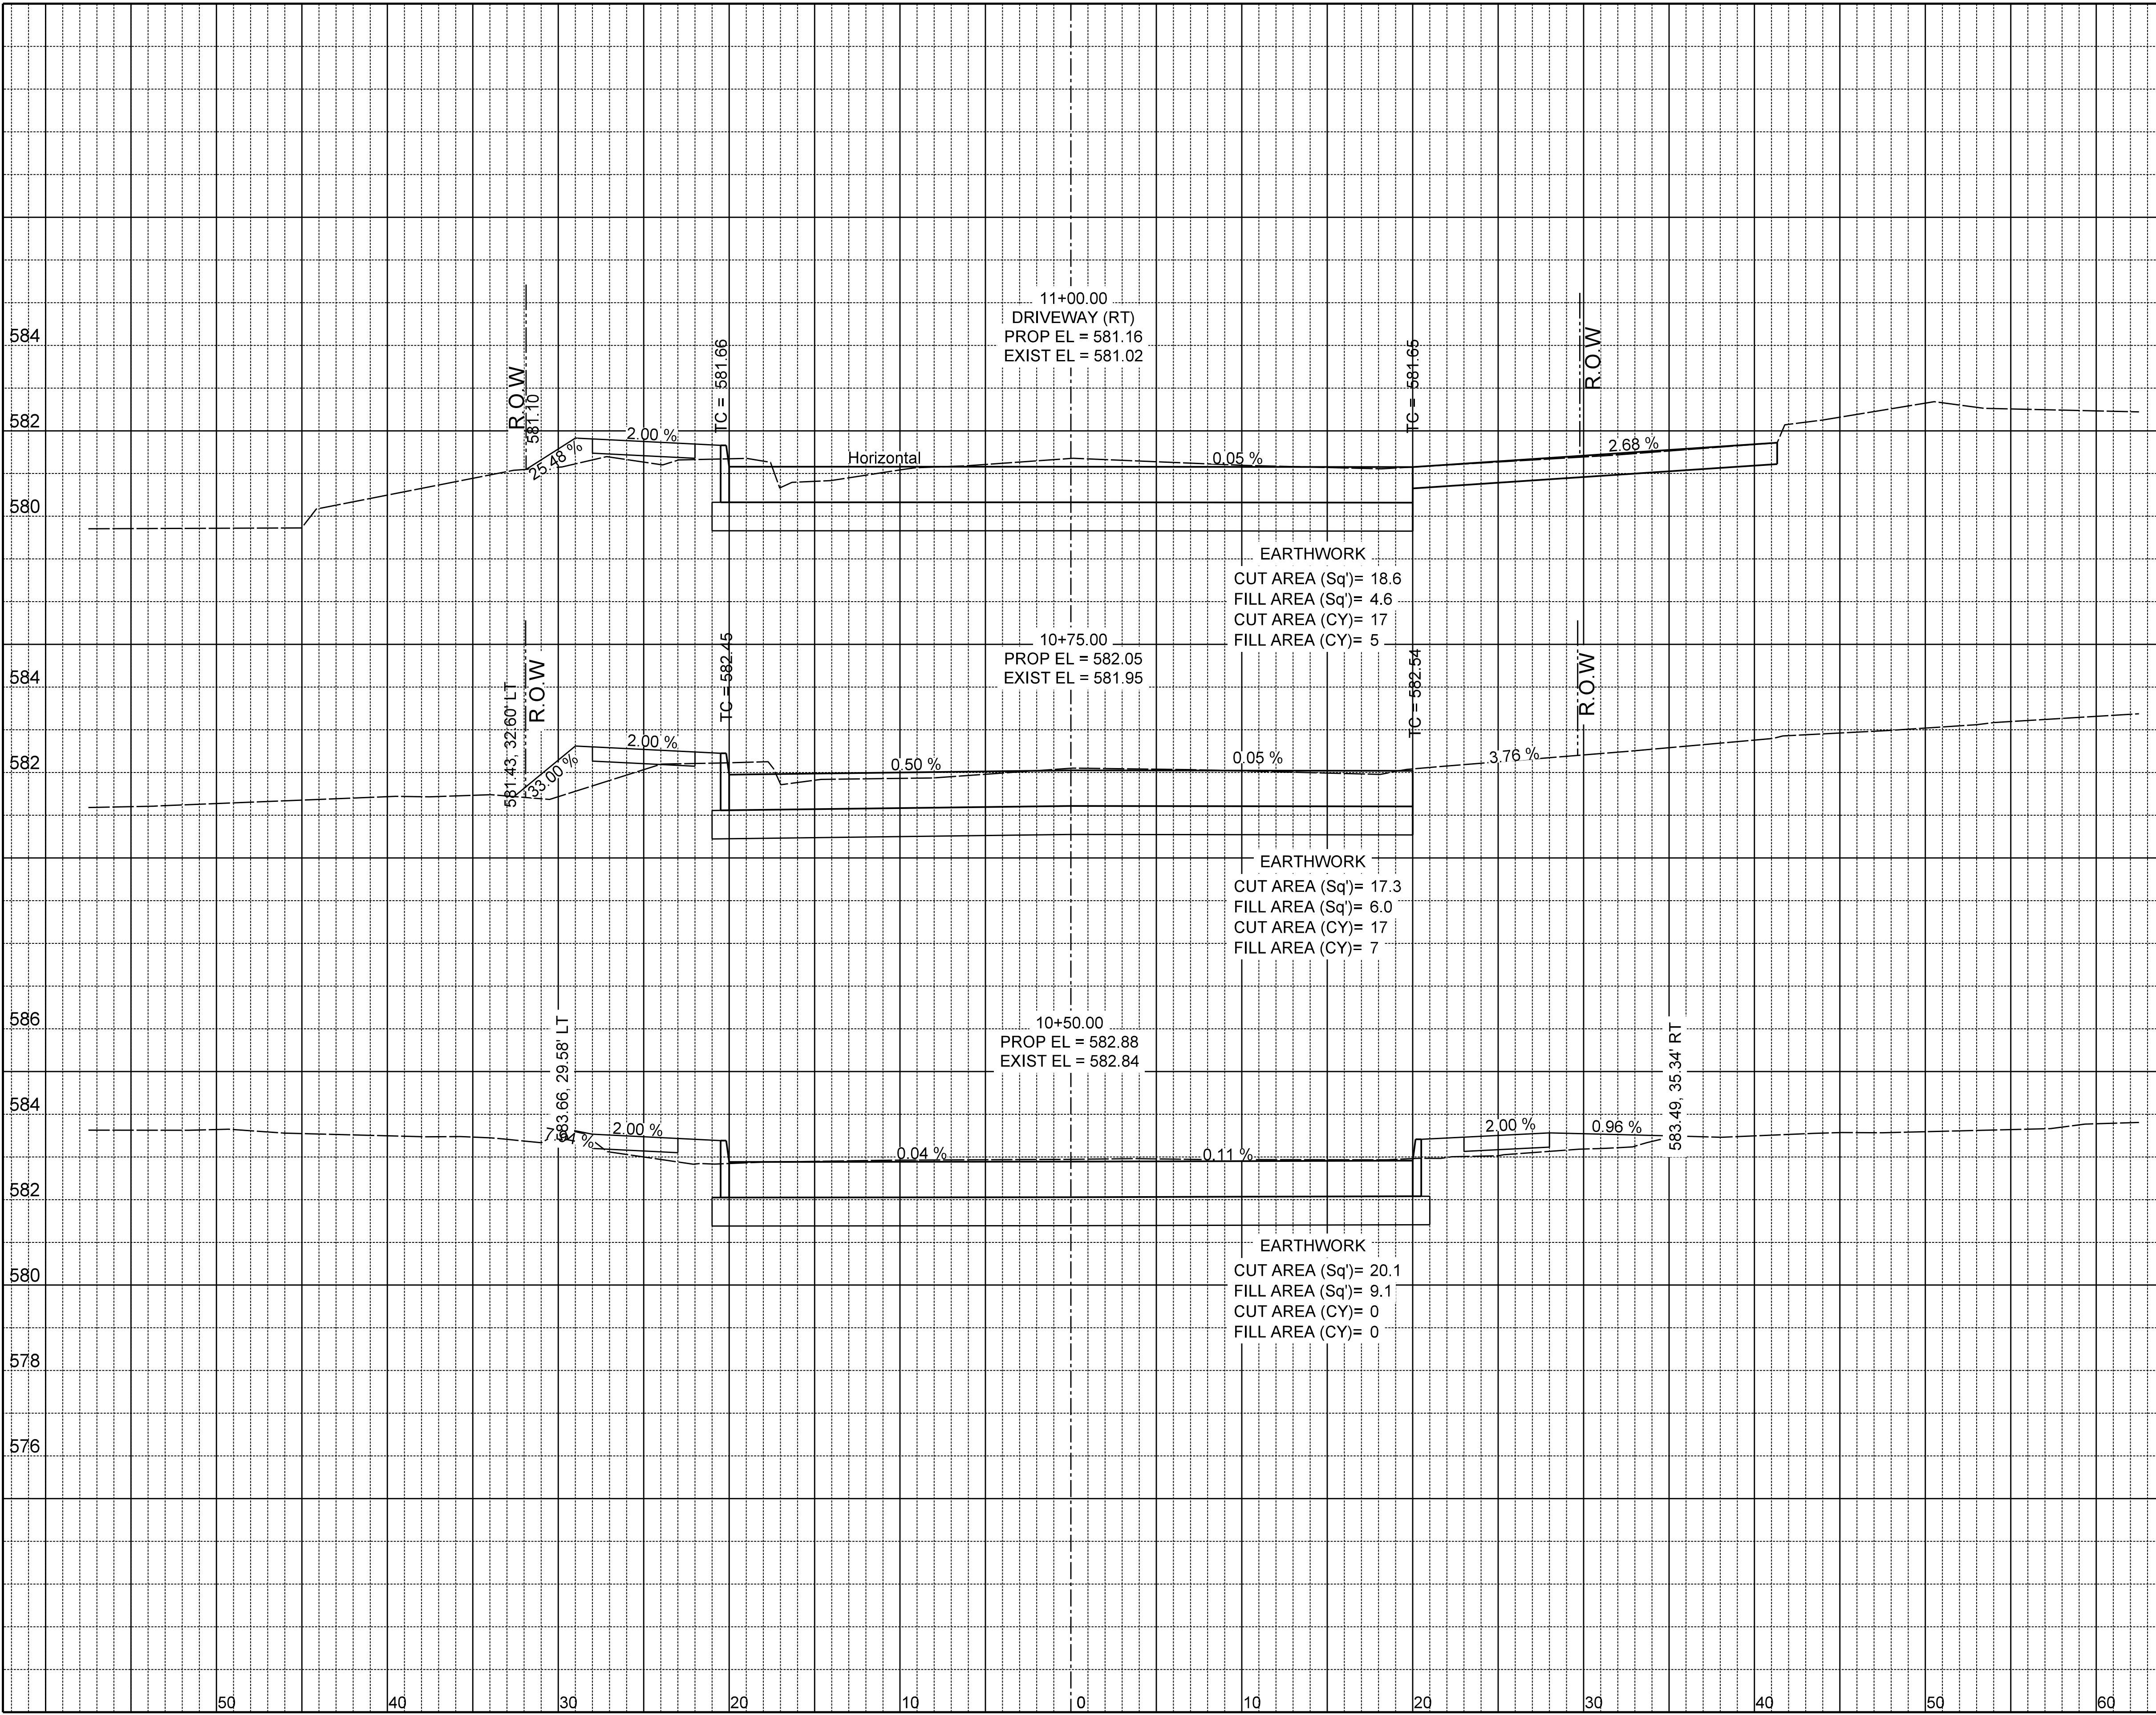 11+00.00
DRIVEWAY (RT)
PROP EL = 581.16
EXIST EL = 581.02
584
R.O.W
581.10
TC = 581.66
TC = 581.65
R.O.W
582
25.48 %
2.00 %
Horizontal
0.05 %
2.68 %
580
EARTHWORK
CUT AREA (Sq')= 18.6
FILL AREA (Sq')= 4.6
CUT AREA (CY)= 17
FILL AREA (CY)= 5
10+75.00
PROP EL = 582.05
EXIST EL = 581.95
584
581.43, 32.60' LT
R.O.W
TC = 582.45
TC = 582.54
R.O.W
582
33.00 %
2.00 %
0.50 %
0.05 %
3.76 %
EARTHWORK
CUT AREA (Sq')= 17.3
FILL AREA (Sq')= 6.0
CUT AREA (CY)= 17
FILL AREA (CY)= 7
586
10+50.00
PROP EL = 582.88
EXIST EL = 582.84
583.66, 29.58' LT
583.49, 35.34' RT
584
2.00 %
0.04 %
0.11 %
2.00 %
0.96 %
582
EARTHWORK
580
CUT AREA (Sq')= 20.1
FILL AREA (Sq')= 9.1
CUT AREA (CY)= 0
FILL AREA (CY)= 0
578
576
50 40 30 20 10 0 10 20 30 40 50 60